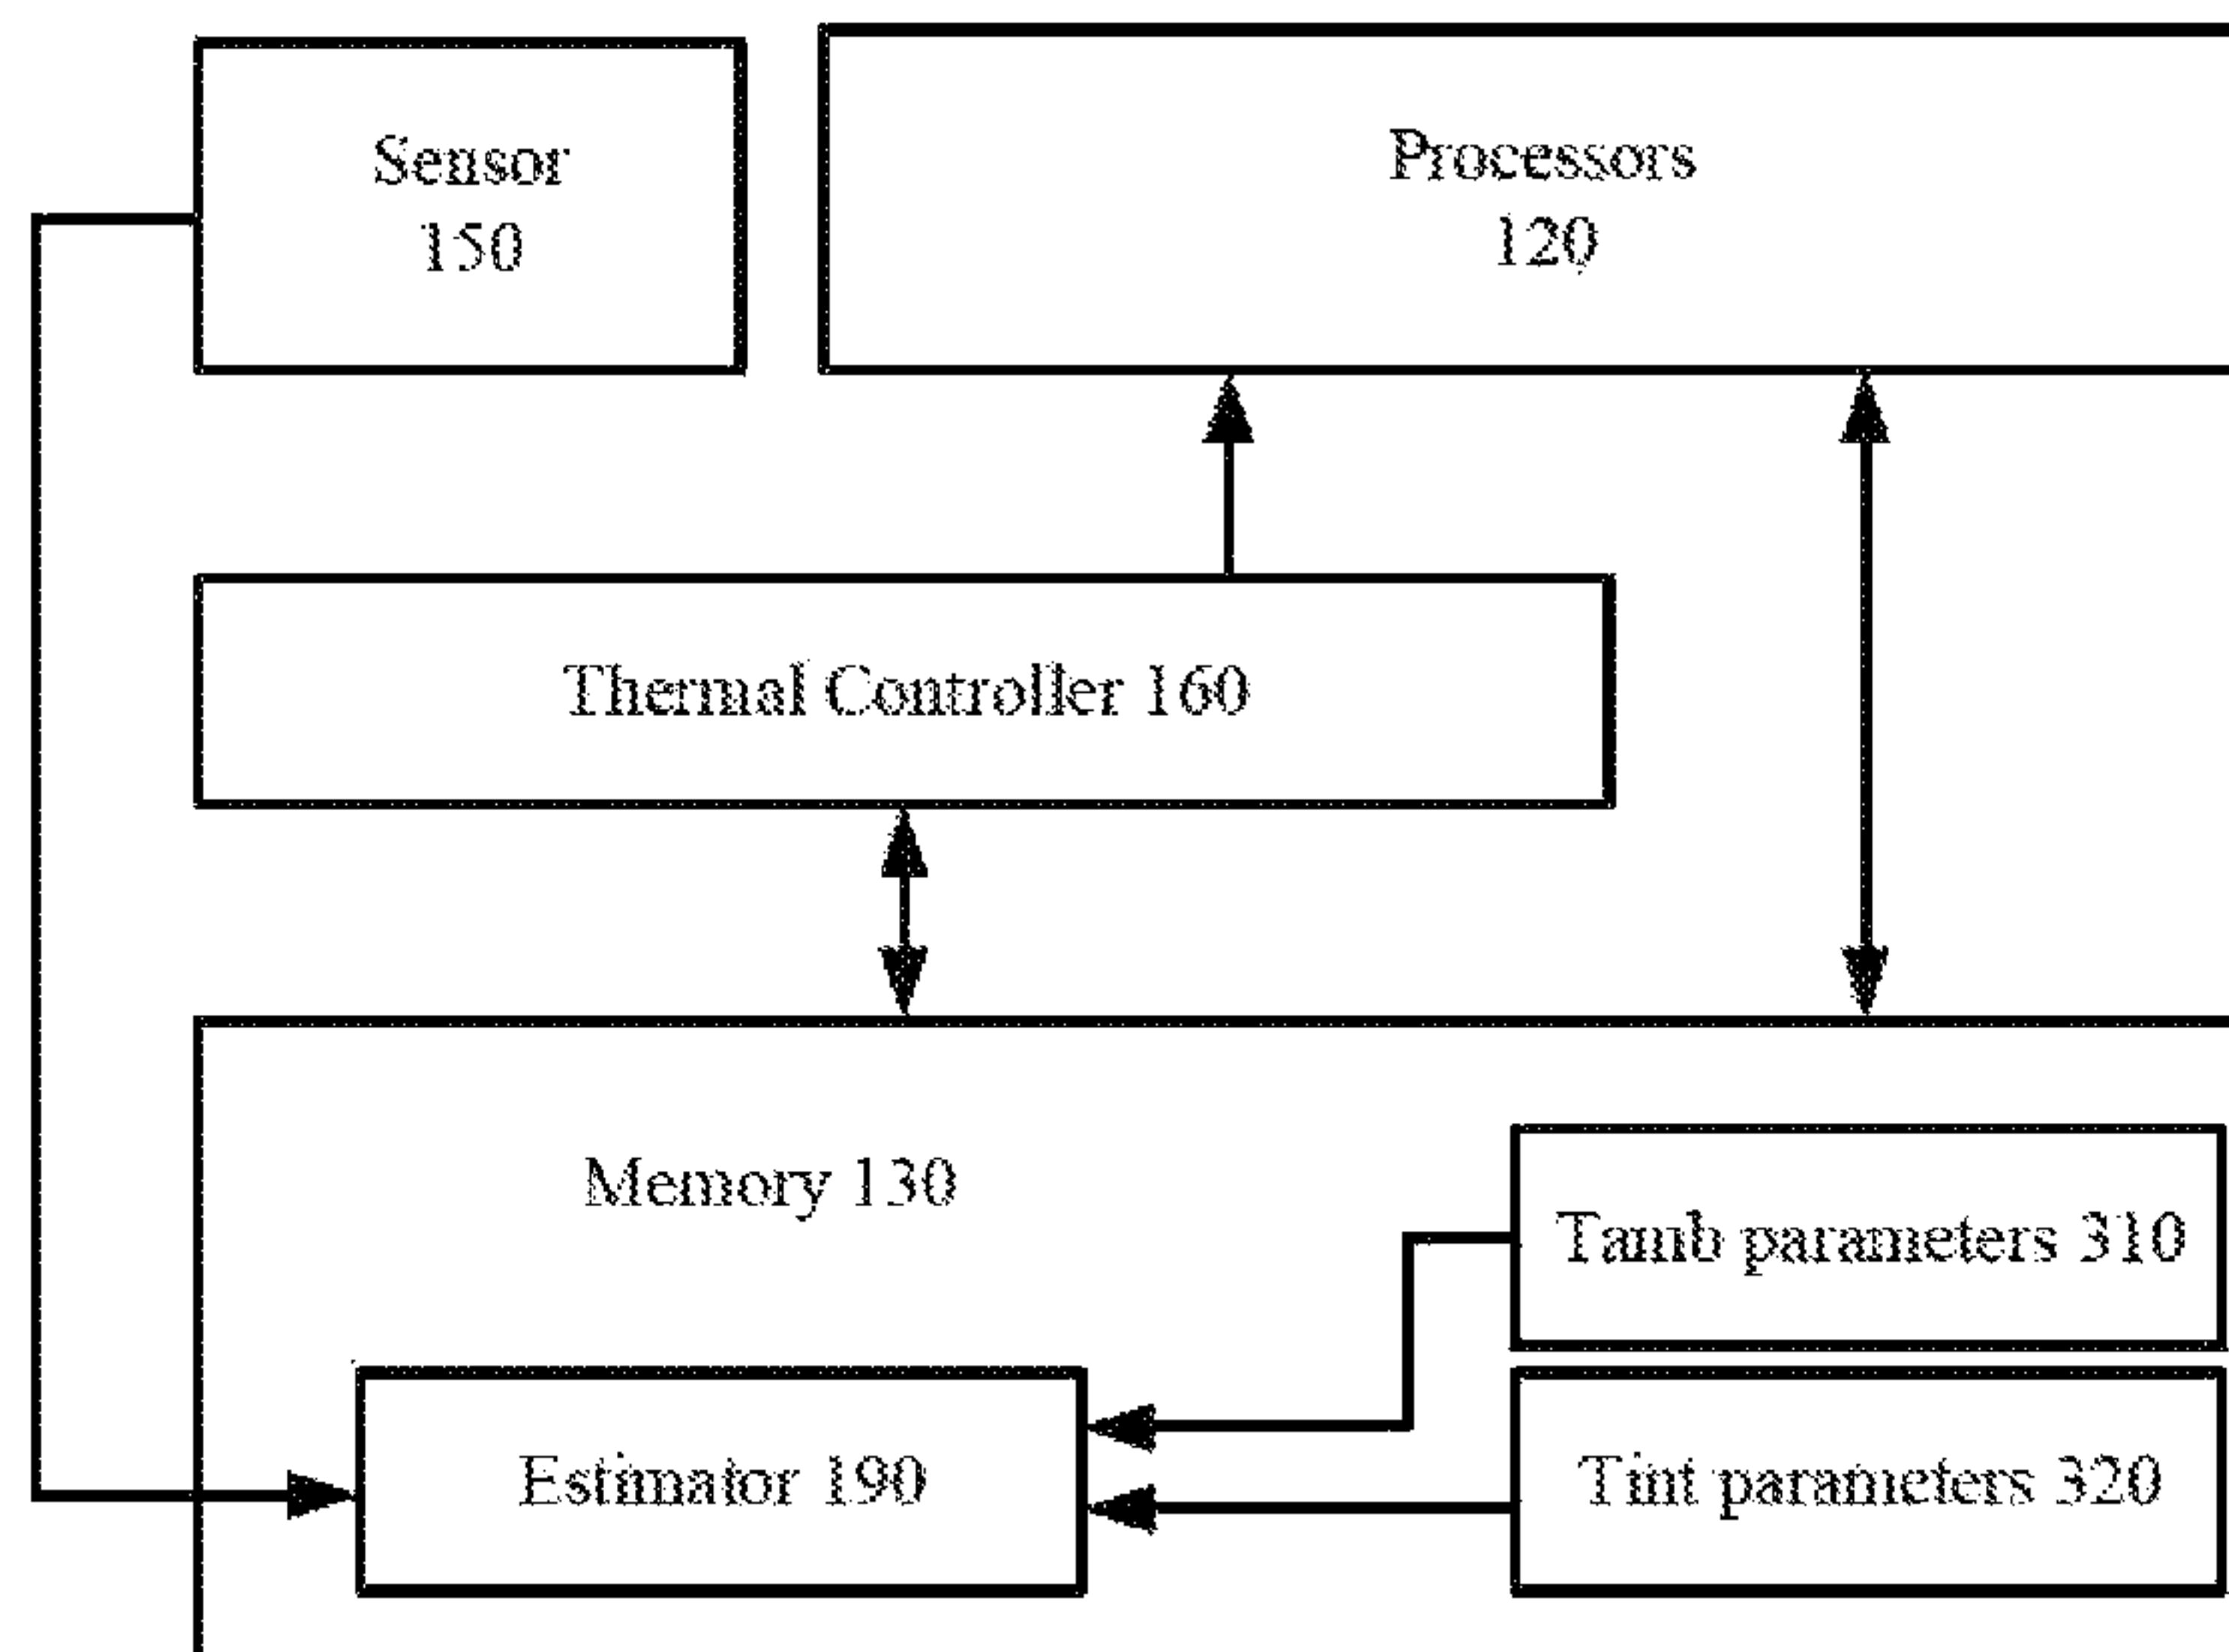 Sensor
150
Processors
120
Thermal Controller 160
Memory 130
Tamb parameters 310
Estimator 190
Tint parameters 320